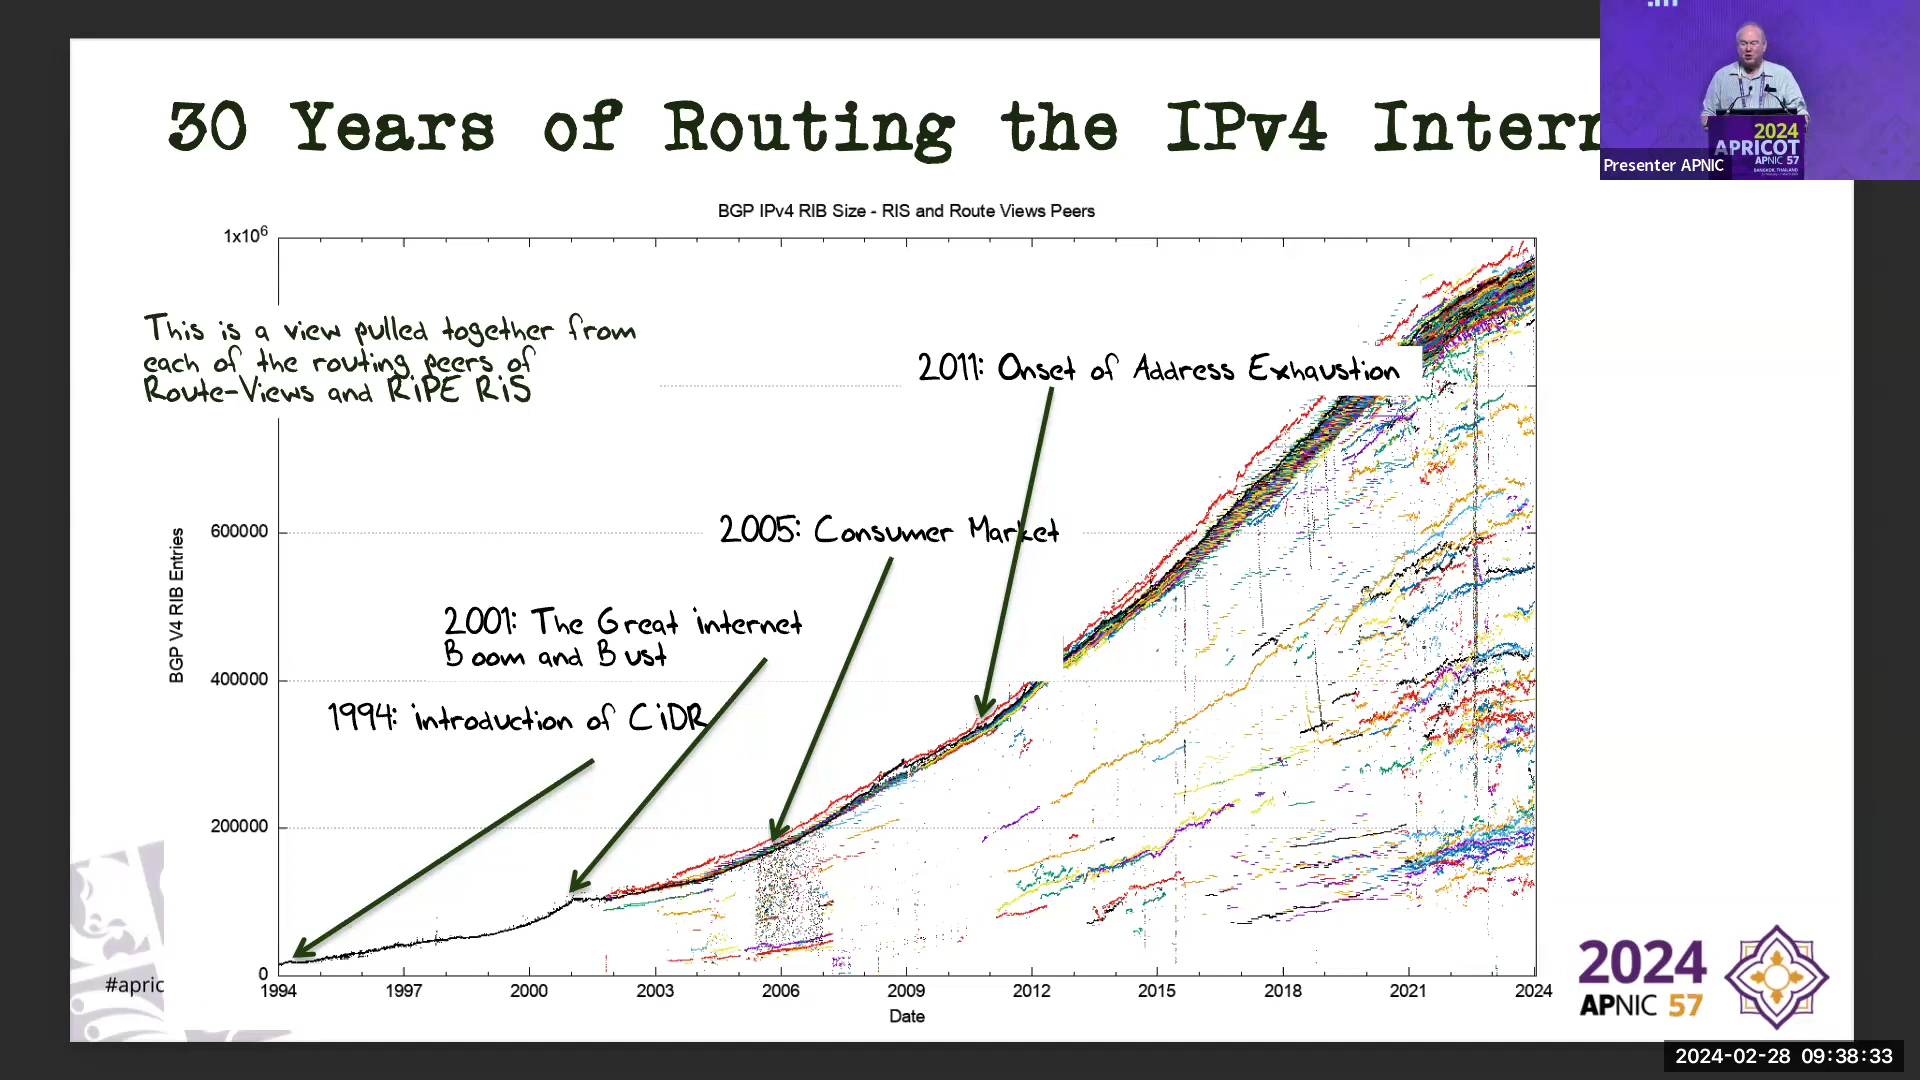 30 Years of Routing the IPv4 Intern
Presenter APNIC
2024
APRICOT
APNIC 57
BANGKOK, THAILAND
BGP IPv4 RIB Size - RIS and Route Views Peers
1x10⁶
This is a view pulled together from
each of the routing peers of
Route-Views and RiPE RiS
2011: Onset of Address Exhaustion
600000
2005: Consumer Market
2001: The Great internet
Boom and Bust
400000
1994: introduction of CiDR
200000
0
BGP V4 RIB Entries
1994 1997 2000 2003 2006 2009 2012 2015 2018 2021 2024
Date
#apric
2024
APNIC 57
2024-02-28 09:38:33